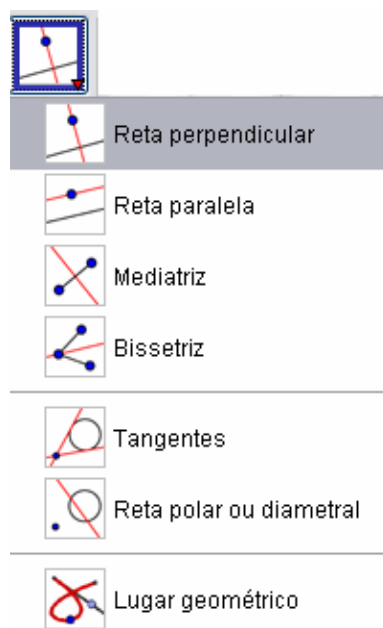 Reta perpendicular
Reta paralela
Mediatriz
Bissetriz
Tangentes
Reta polar ou diametral
Lugar geométrico